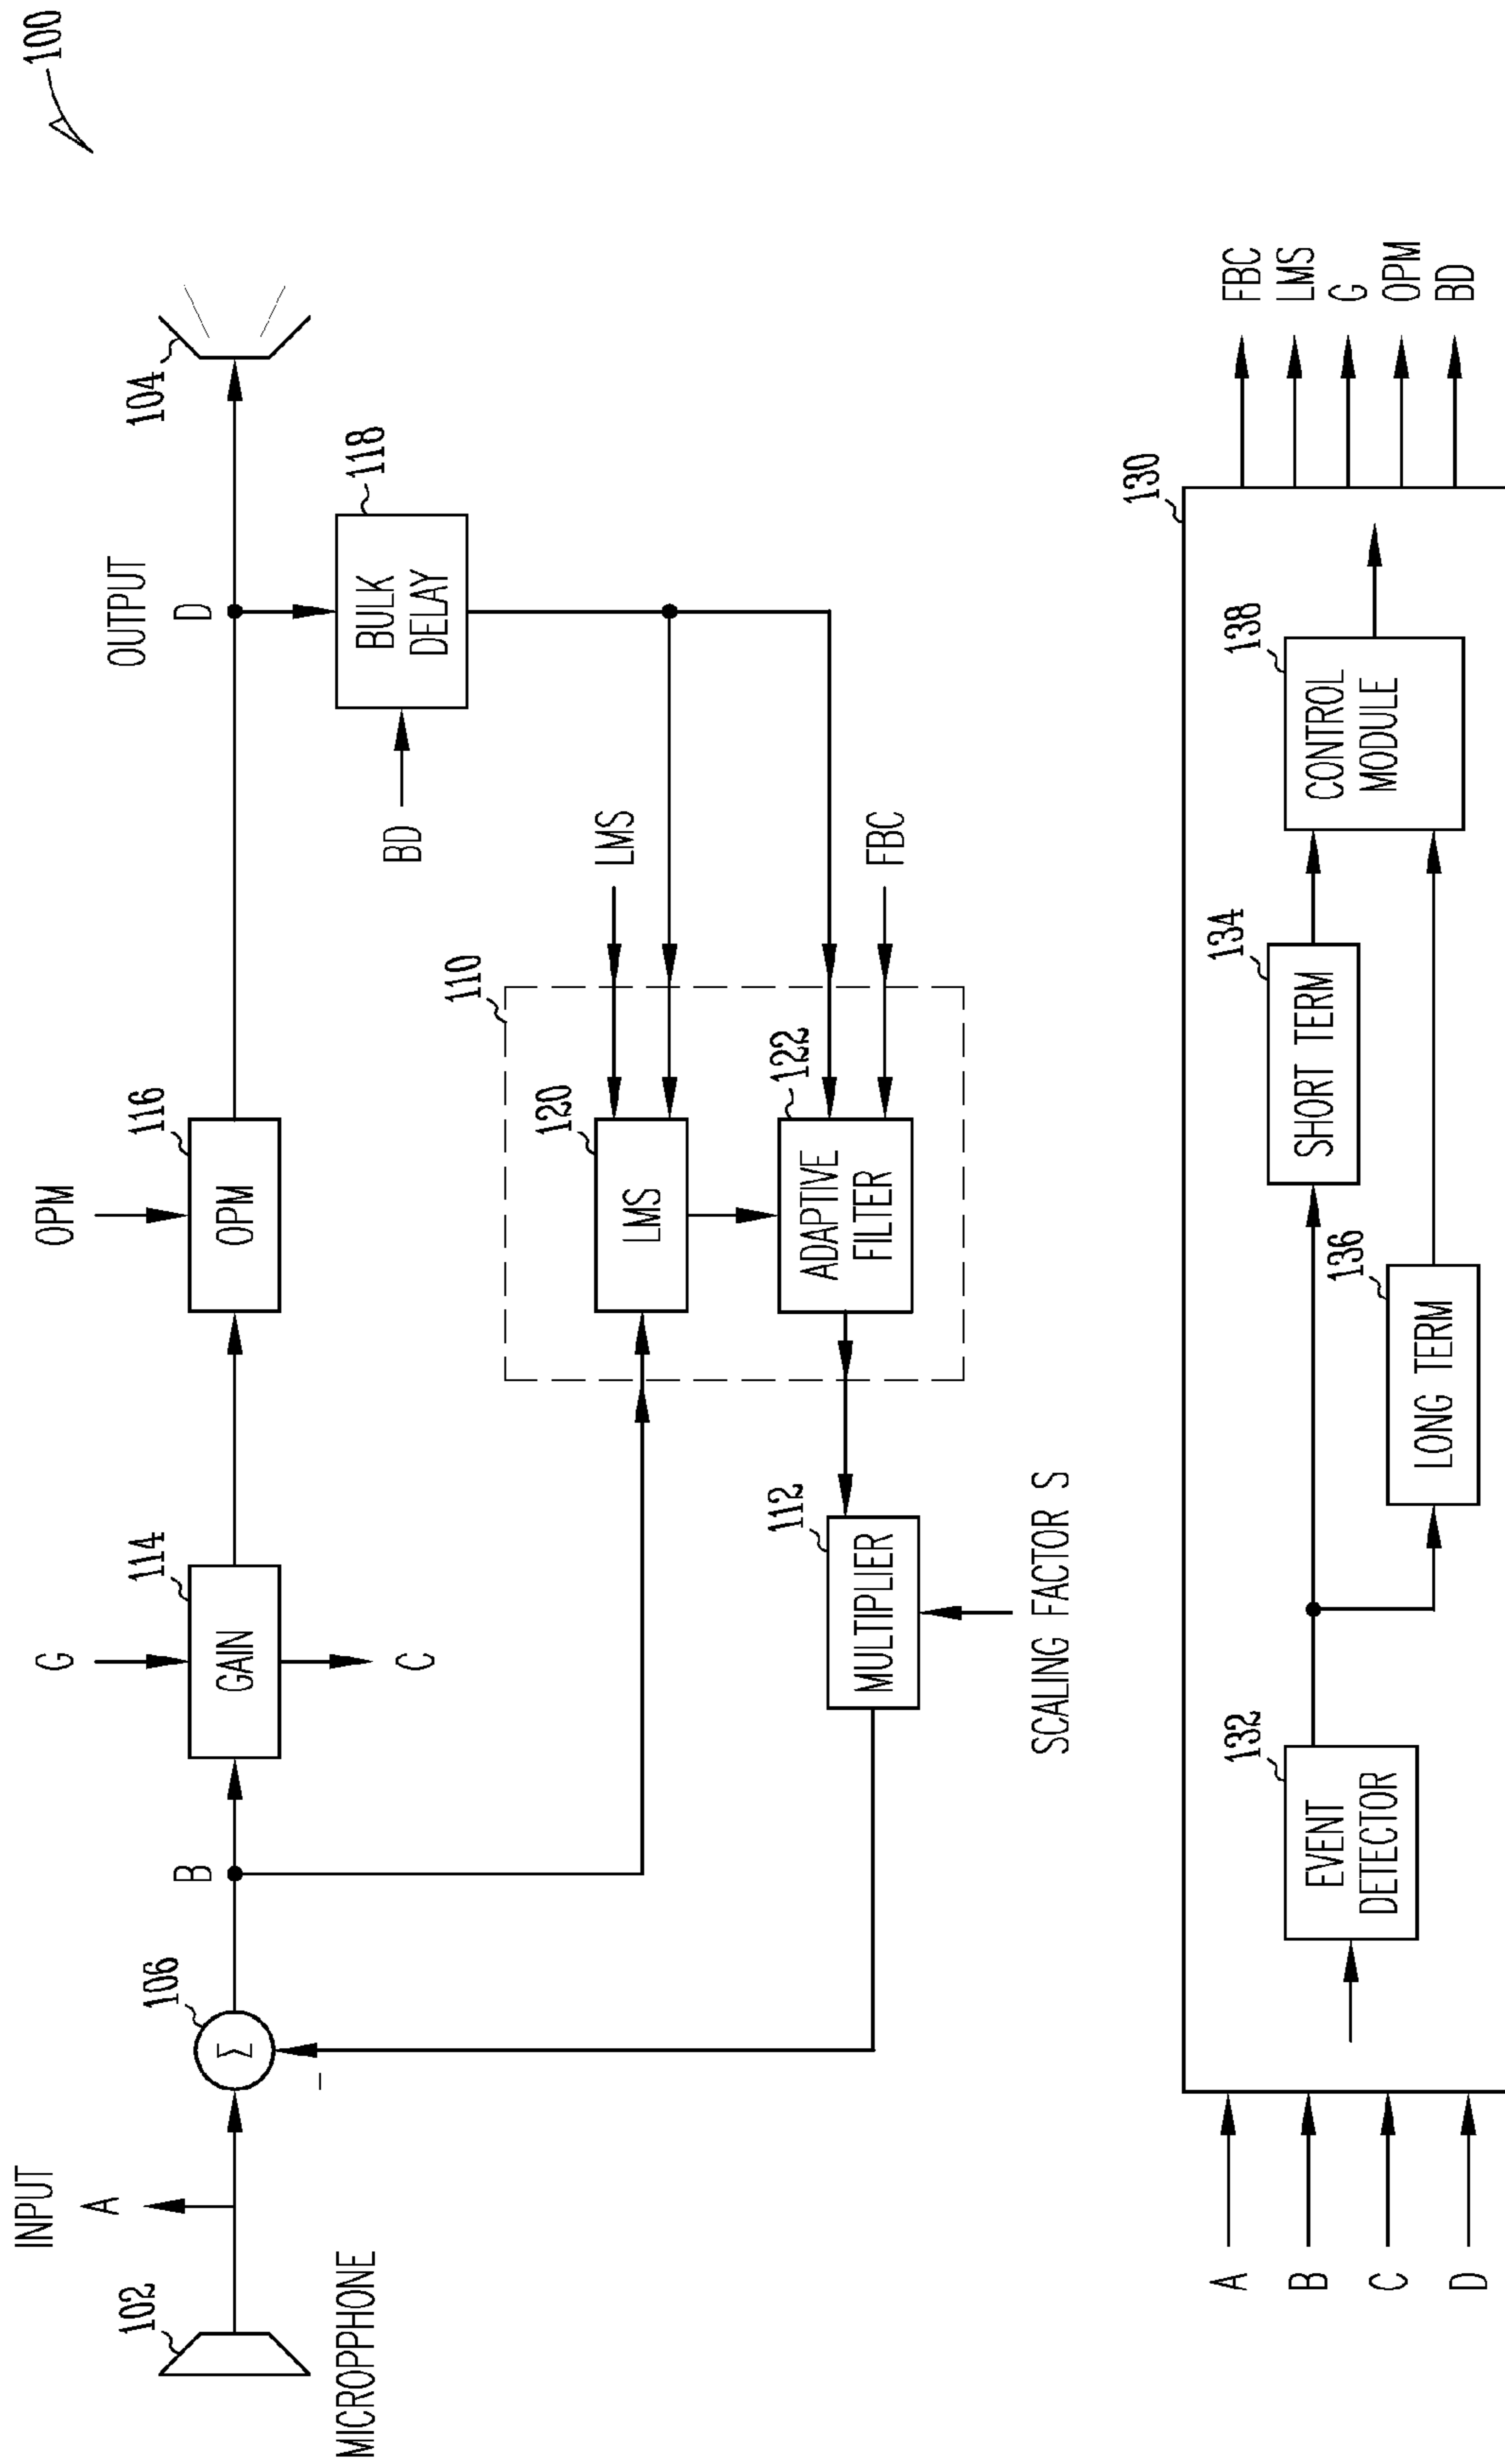 100
INPUT
A
102
MICROPPHONE
106
Σ
–
B
G
114
GAIN
C
OPM
116
OPM
OUTPUT
D
104
118
BULK
DELAY
BD
110
LMS
120
LMS
FBC
122
ADAPTIVE
FILTER
112
MULTIPLIER
SCALING FACTOR S
130
A
B
C
D
132
EVENT
DETECTOR
134
SHORT TERM
136
LONG TERM
138
CONTROL
MODULE
FBC
LMS
G
OPM
BD